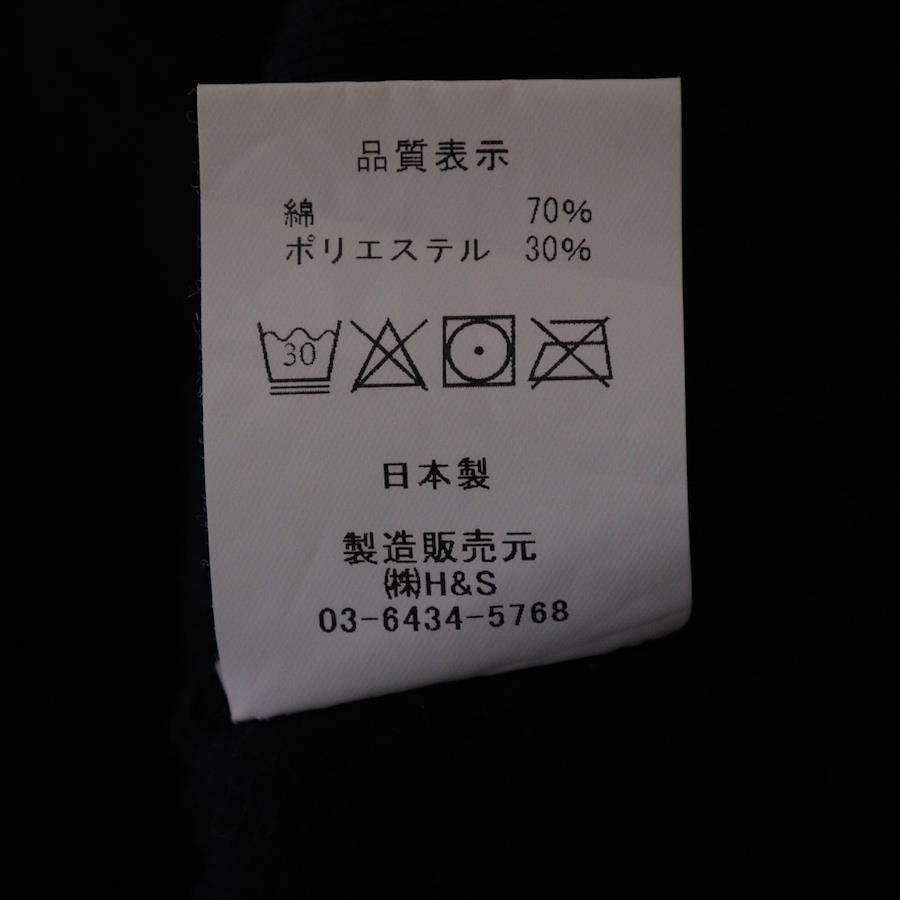 品質表示
綿 70%
ポリエステル 30%
30
日本製
製造販売元
㈱H&S
03-6434-5768